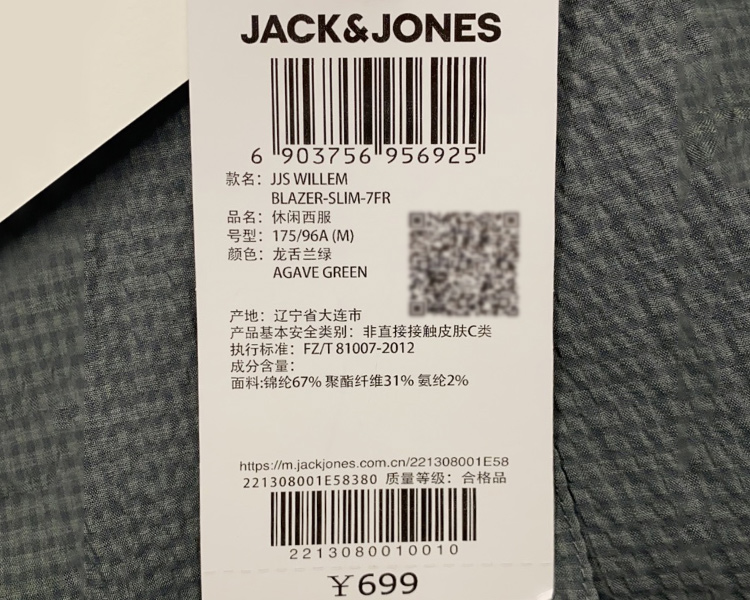 JACK&JONES
6 903756 956925
款名: JJS WILLEM
BLAZER-SLIM-7FR
品名: 休闲西服
号型: 175/96A (M)
颜色: 龙舌兰绿
AGAVE GREEN
产地: 辽宁省大连市
产品基本安全类别: 非直接接触皮肤C类
执行标准: FZ/T 81007-2012
成分含量:
面料:锦纶67% 聚酯纤维31% 氨纶2%
https://m.jackjones.com.cn/221308001E58
221308001E58380 质量等级: 合格品
2213080010010
¥699